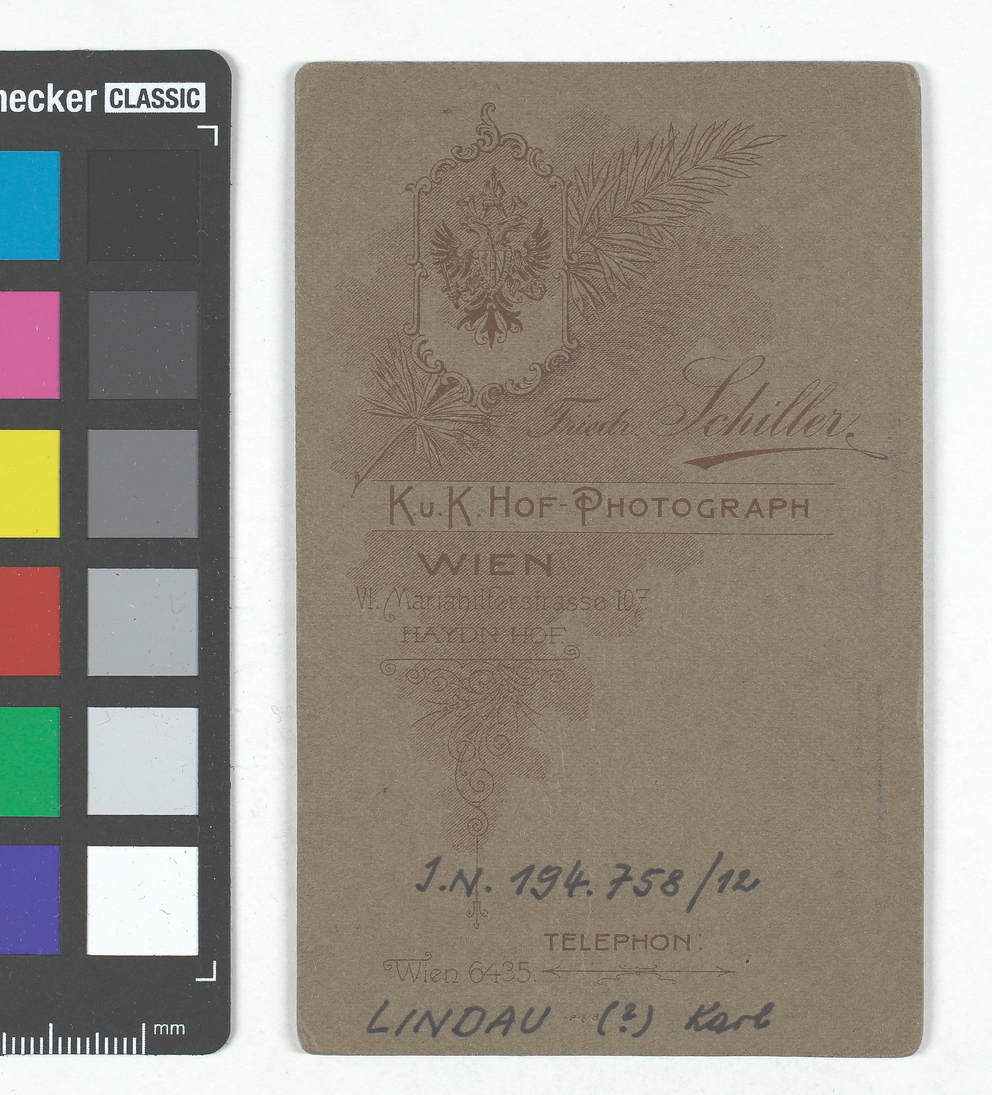 necker CLASSIC
Friedr. Schiller.
K.u.K. HOF-PHOTOGRAPH
WIEN
VI. Mariahilferstrasse 107
HAYDN-HOF.
J.N. 194.758/12
TELEPHON:
Wien 6435.
LINDAU (?) Karl
mm